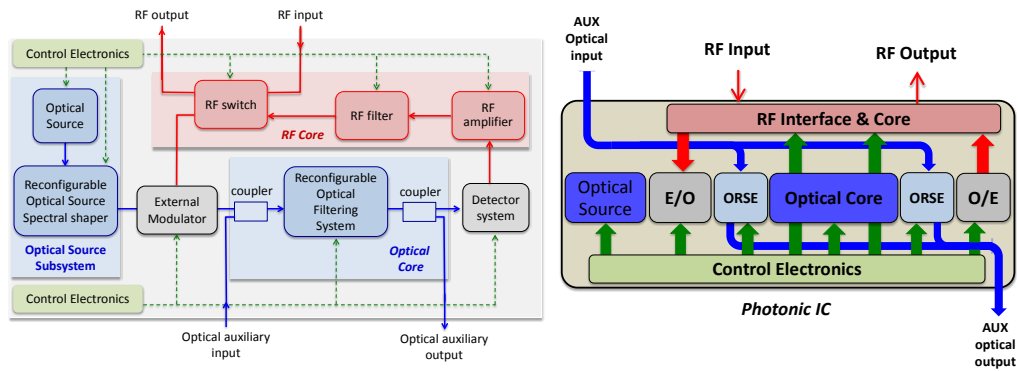 RF output
RF input
Control Electronics
Optical
Source
RF switch
RF filter
RF
amplifier
RF Core
Reconfigurable
Optical Source
Spectral shaper
External
Modulator
coupler
Reconfigurable
Optical
Filtering
System
coupler
Detector
system
Optical Source
Subsystem
Optical
Core
Control Electronics
Optical auxiliary
input
Optical auxiliary
output
AUX
Optical
input
RF Input
RF Output
RF Interface & Core
Optical
Source
E/O
ORSE
Optical Core
ORSE
O/E
Control Electronics
Photonic IC
AUX
optical
output